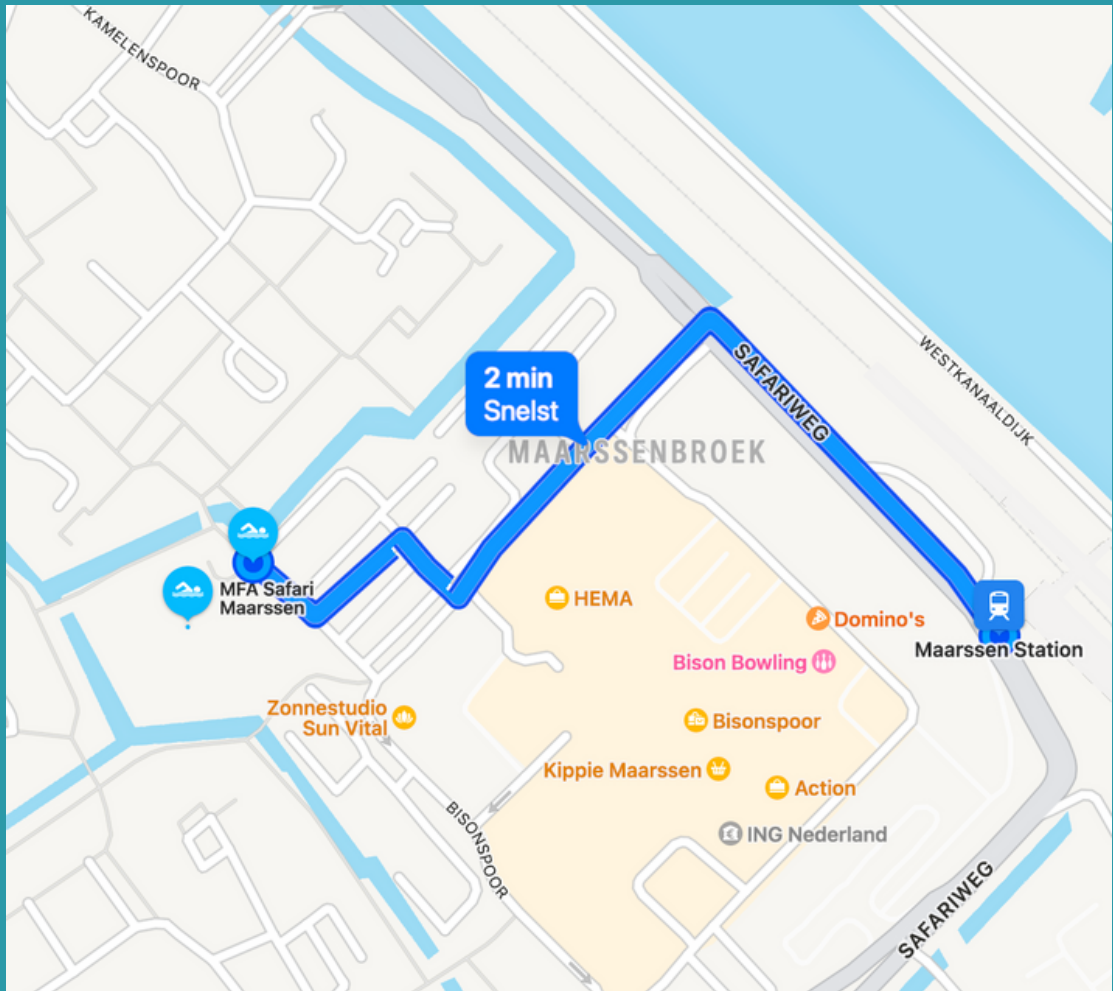 KAMELENSPOOR
WESTKANAALDIJK
SAFARIWEG
2 min
Snelst
MAARSSENBROEK
MFA Safari
Maarssen
HEMA
Domino's
Maarssen Station
Bison Bowling
Zonnestudio
Sun Vital
Bisonspoor
Kippie Maarssen
Action
BISONSPOOR
ING Nederland
SAFARIWEG